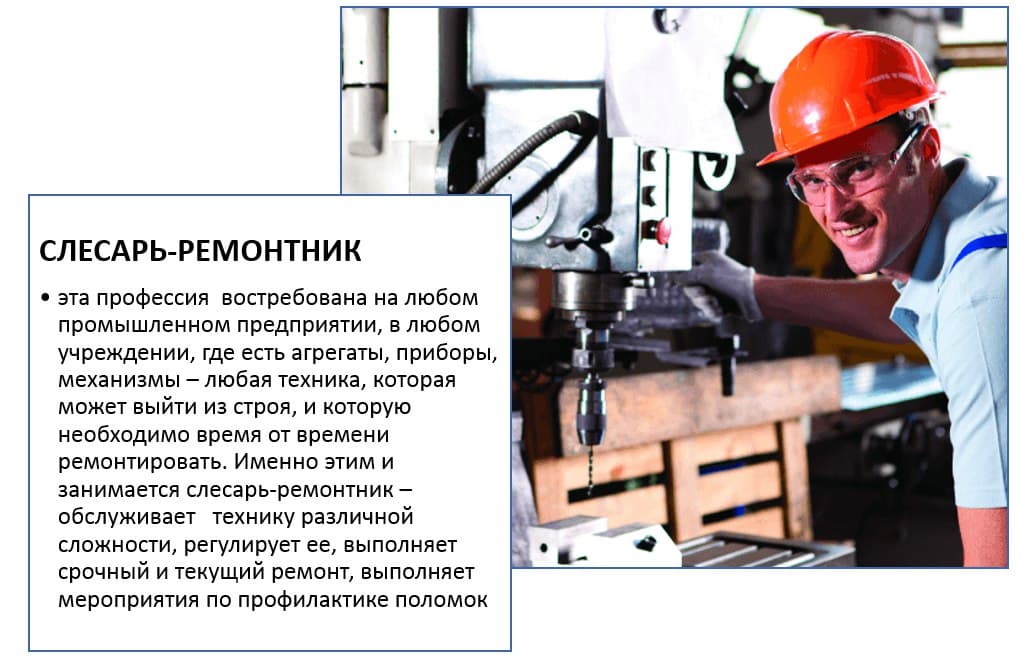 СЛЕСАРЬ-РЕМОНТНИК
• эта профессия  востребована на любом
промышленном предприятии, в любом
учреждении, где есть агрегаты, приборы,
механизмы – любая техника, которая
может выйти из строя, и которую
необходимо время от времени
ремонтировать. Именно этим и
занимается слесарь-ремонтник –
обслуживает   технику различной
сложности, регулирует ее, выполняет
срочный и текущий ремонт, выполняет
мероприятия по профилактике поломок